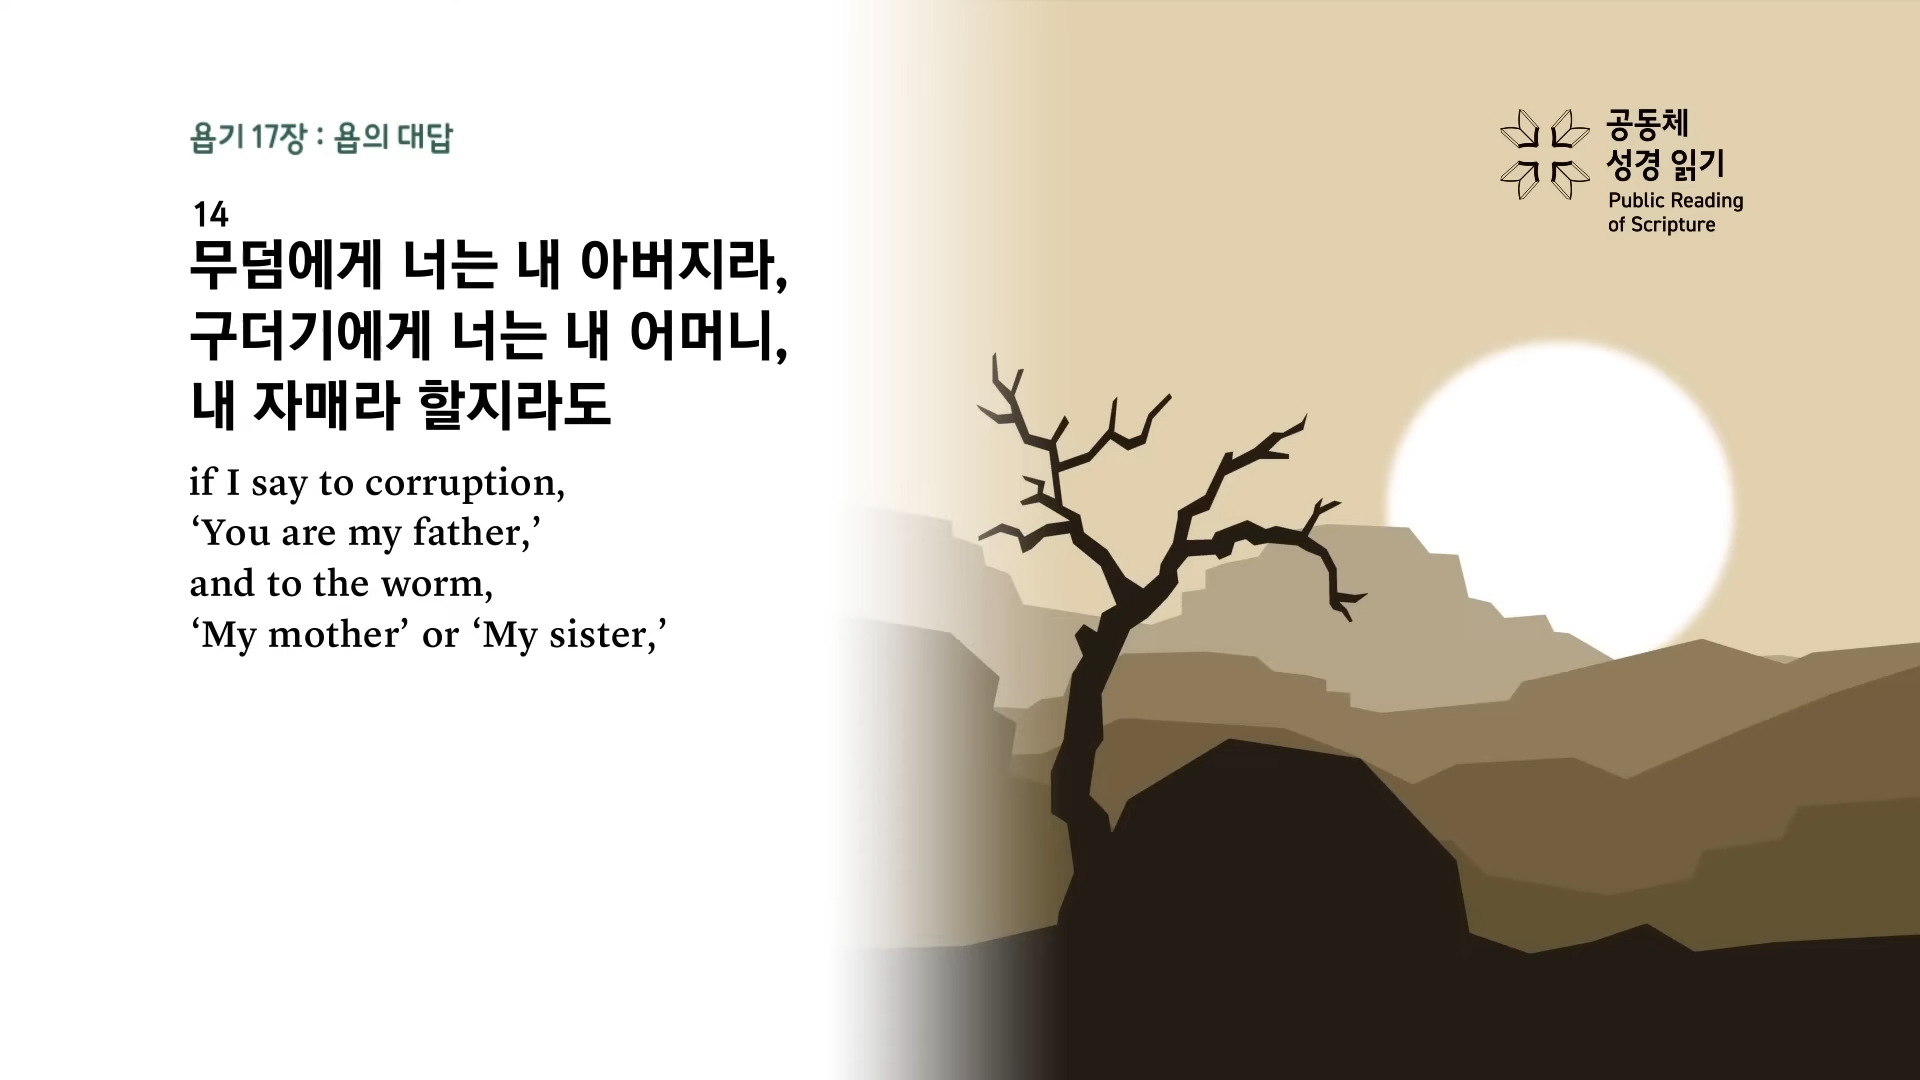 욥기 17장 : 욥의 대답
14
무덤에게 너는 내 아버지라,
구더기에게 너는 내 어머니,
내 자매라 할지라도
if I say to corruption,
‘You are my father,’
and to the worm,
‘My mother’ or ‘My sister,’
공동체
성경 읽기
Public Reading
of Scripture